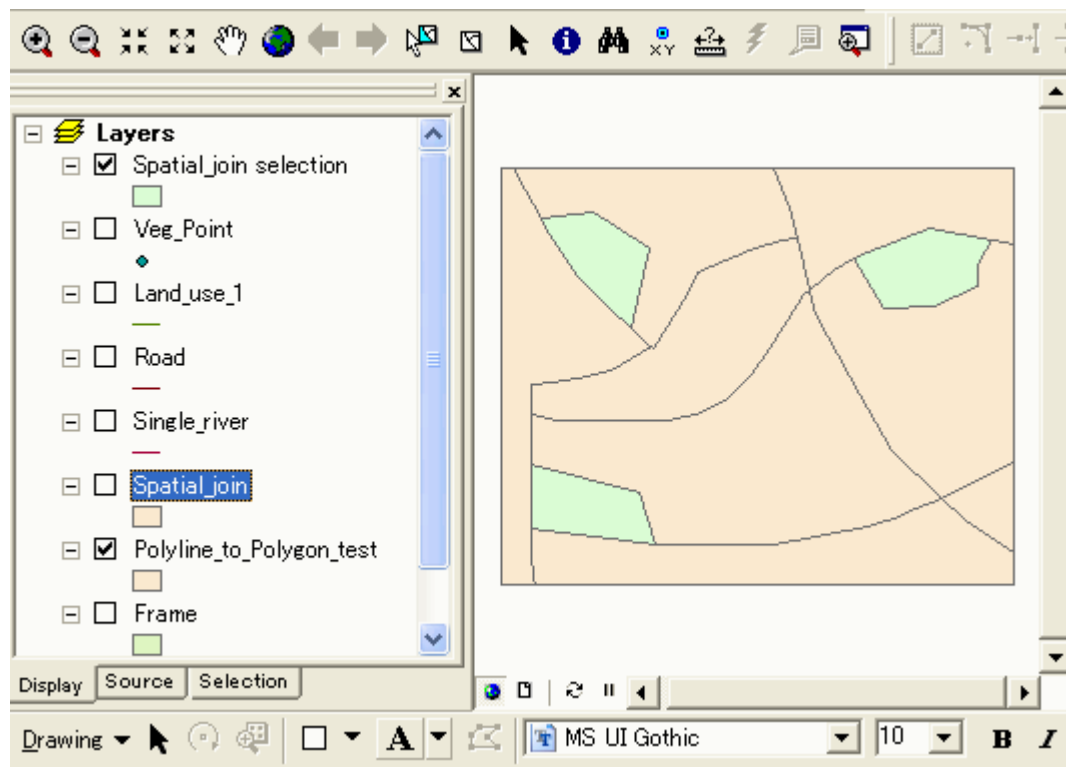 XY
Layers
Spatial_join selection
Veg_Point
Land_use_1
Road
Single_river
Spatial_join
Polyline_to_Polygon_test
Frame
Display Source Selection
Drawing A MS UI Gothic 10 B I